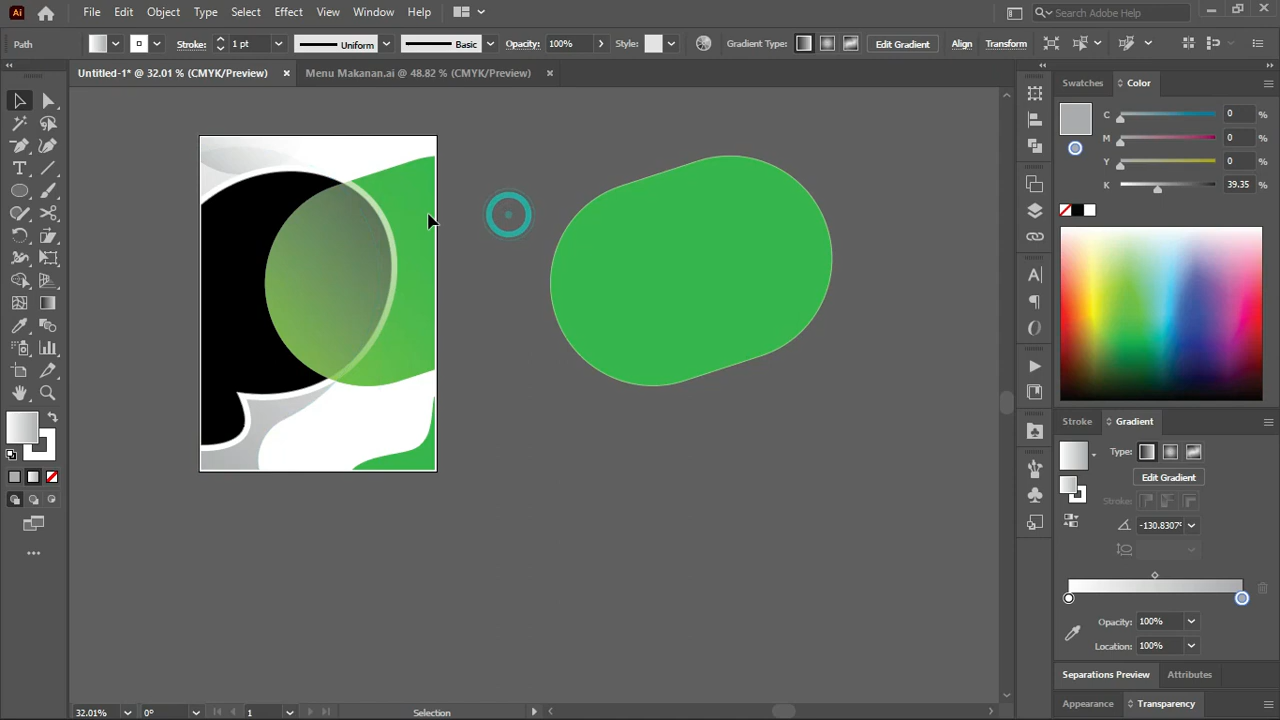 Ai File Edit Object Type Select Effect View Window Help Search Adobe Help
Path Stroke: 1 pt Uniform Basic Opacity: 100% Style: Gradient Type: Edit Gradient Align Transform
Untitled-1* @ 32.01 % (CMYK/Preview) × Menu Makanan.ai @ 48.82 % (CMYK/Preview) ×
Swatches Color
C 0 %
M 0 %
Y 0 %
K 39.35 %
Stroke Gradient
Type:
Edit Gradient
Stroke:
-130.8307°
Opacity: 100%
Location: 100%
Separations Preview Attributes
Appearance Transparency
32.01% 0° 1 Selection